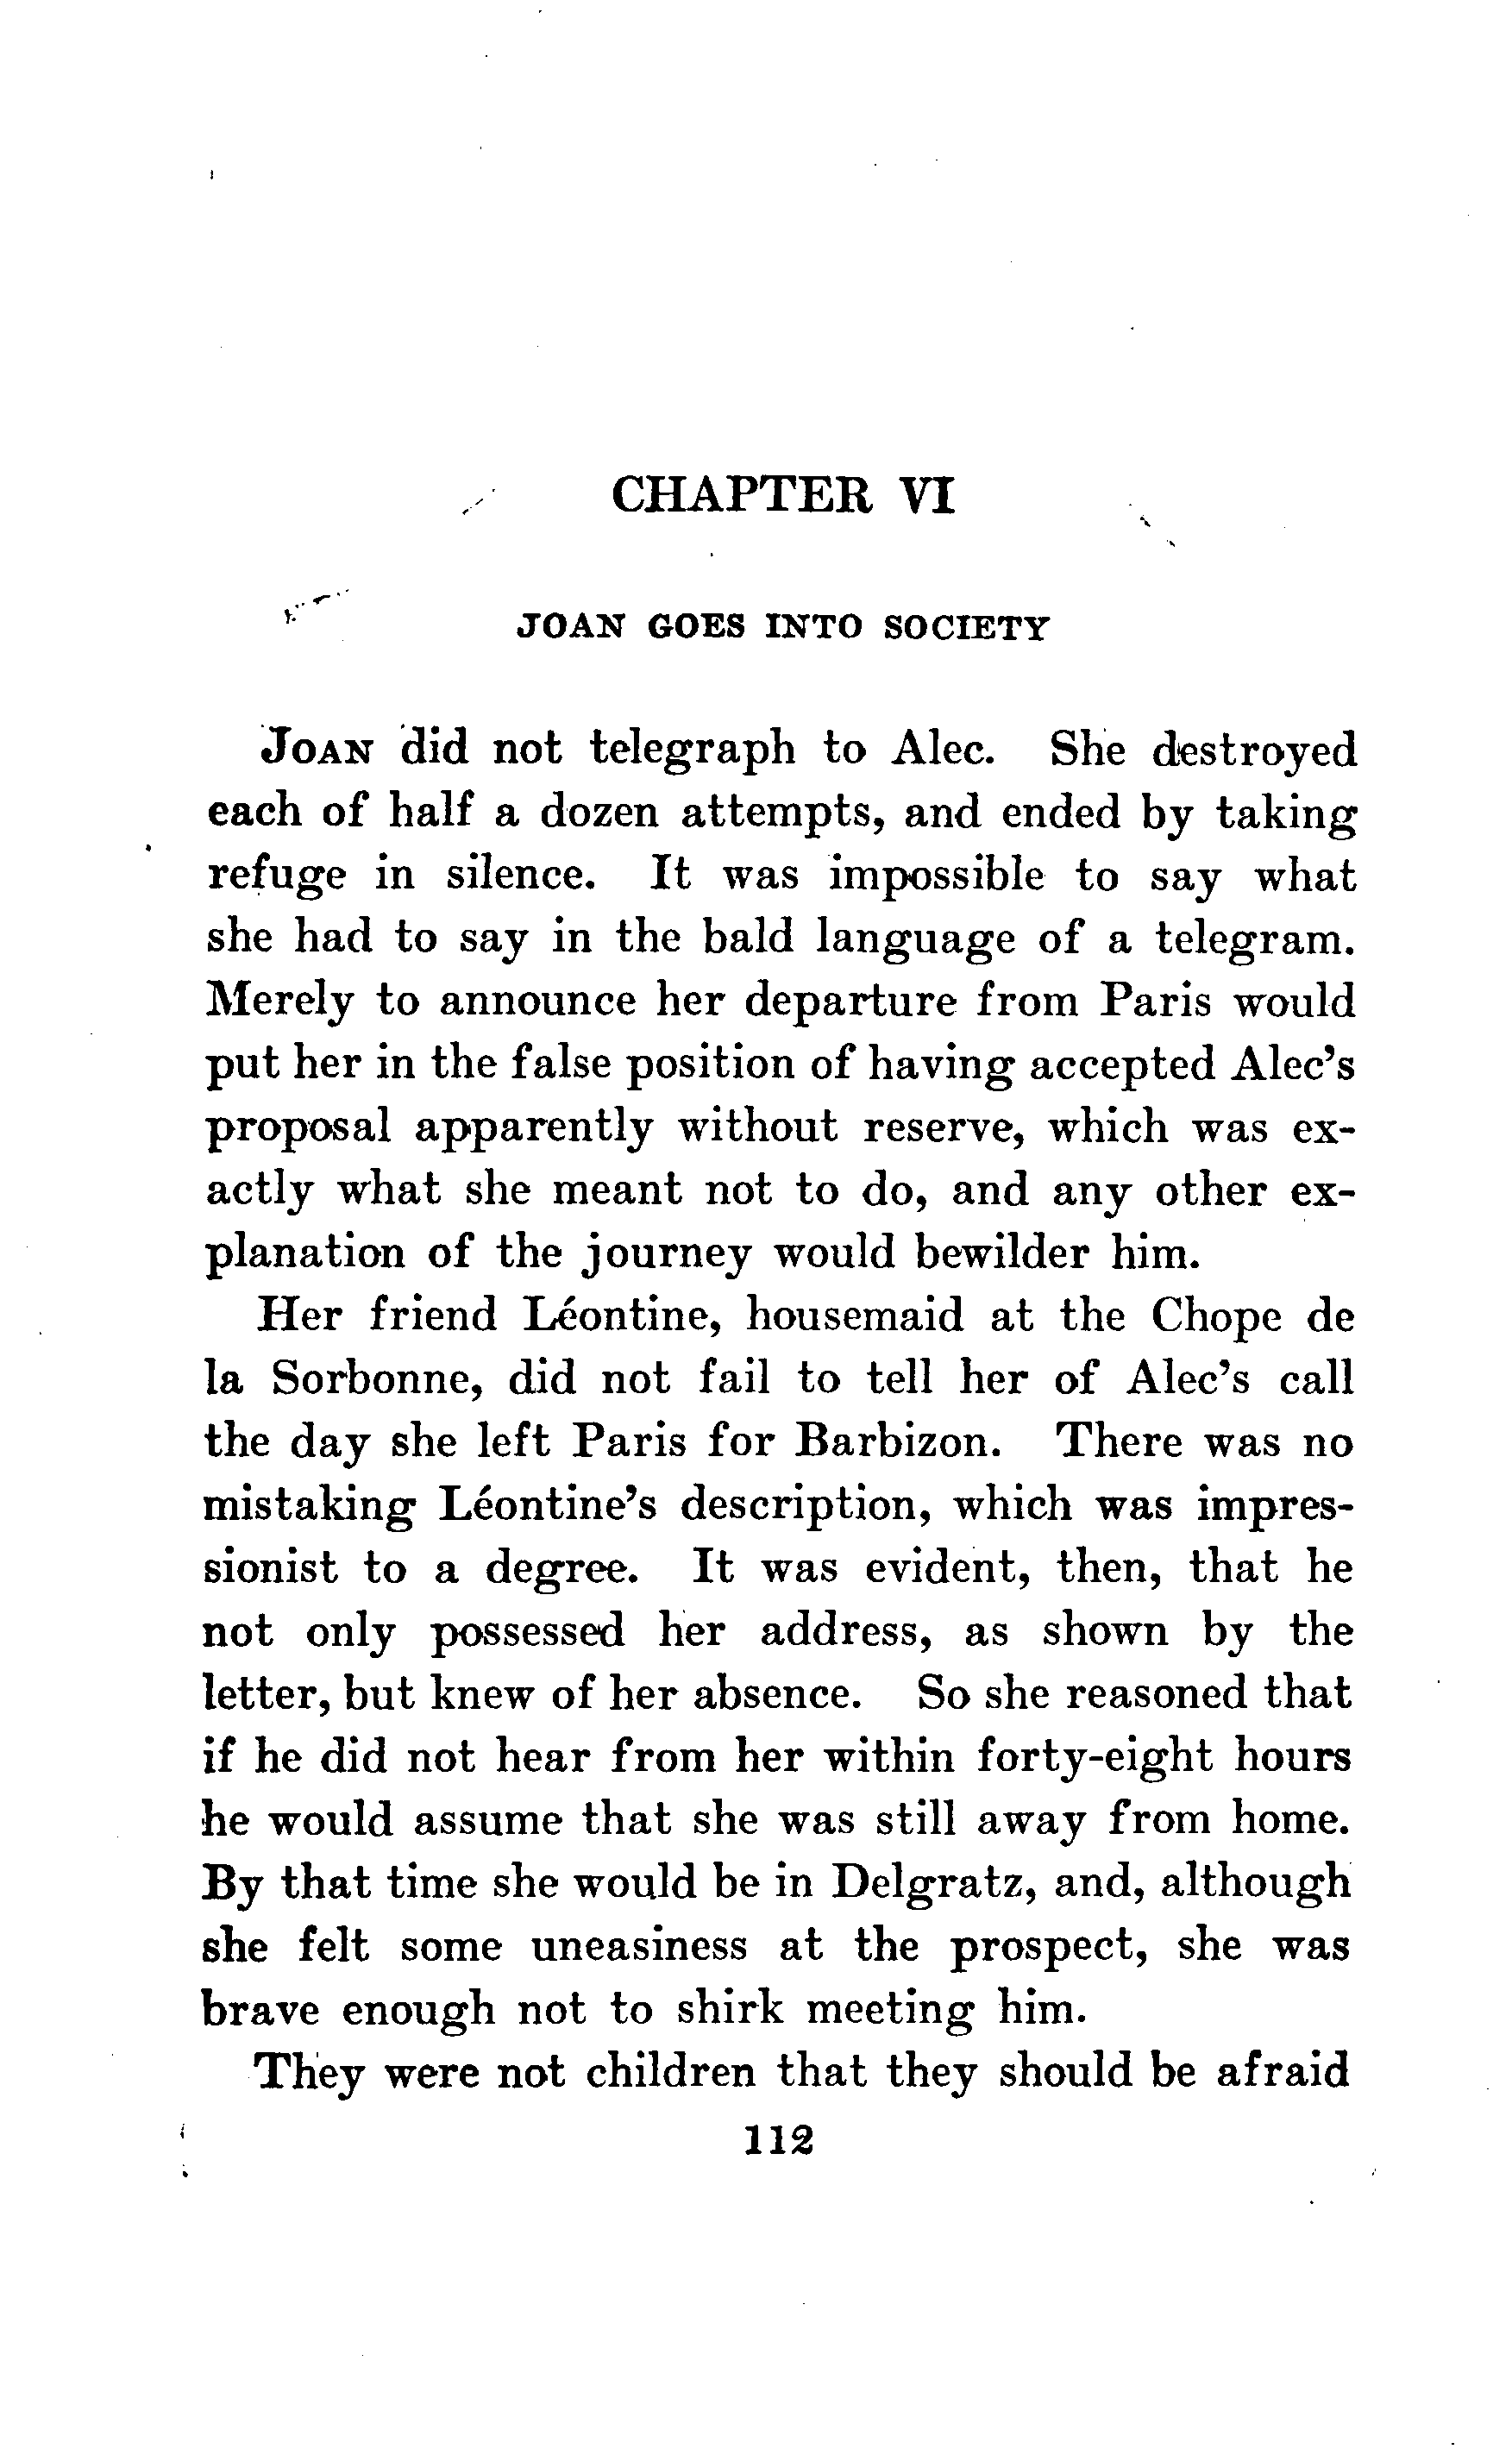 CHAPTER VI
JOAN GOES INTO SOCIETY
JOAN did not telegraph to Alec. She destroyed
each of half a dozen attempts, and ended by taking
refuge in silence. It was impossible to say what
she had to say in the bald language of a telegram.
Merely to announce her departure from Paris would
put her in the false position of having accepted Alec's
proposal apparently without reserve, which was ex-
actly what she meant not to do, and any other ex-
planation of the journey would bewilder him.
Her friend Léontine, housemaid at the Chope de
la Sorbonne, did not fail to tell her of Alec's call
the day she left Paris for Barbizon. There was no
mistaking Léontine's description, which was impres-
sionist to a degree. It was evident, then, that he
not only possessed her address, as shown by the
letter, but knew of her absence. So she reasoned that
if he did not hear from her within forty-eight hours
he would assume that she was still away from home.
By that time she would be in Delgratz, and, although
she felt some uneasiness at the prospect, she was
brave enough not to shirk meeting him.
They were not children that they should be afraid
112